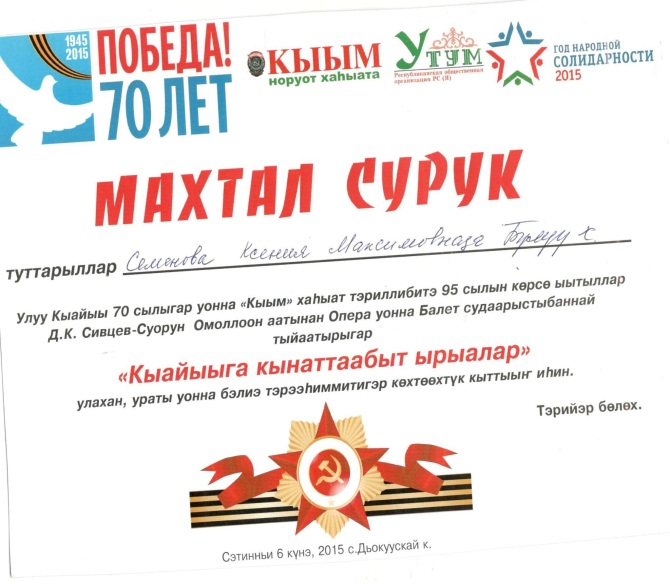 1945
2015
ПОБЕДА!
70 ЛЕТ
КЫЫМ
норуот хаһыата
УТУМ
Республиканская общественная
организация РС (Я)
ГОД НАРОДНОЙ
СОЛИДАРНОСТИ
2015
МАХТАЛ СУРУК
туттарыллар Семенова Ксения Максимовнаҕа
Улуу Кыайыы 70 сылыгар уонна «Кыым» хаһыат тэриллибитэ 95 сылын көрсө ыытыллар
Д.К. Сивцев-Суорун Омоллоон аатынан Опера уонна Балет судаарыстыбаннай
тыйаатырыгар
«Кыайыыга кынаттаабыт ырыалар»
улахан, ураты уонна бэлиэ тэрээһиммитигэр көхтөөхтүк кыттыыҥ иһин.
Тэрийэр бөлөх.
Сэтинньи 6 күнэ, 2015 с.Дьокуускай к.